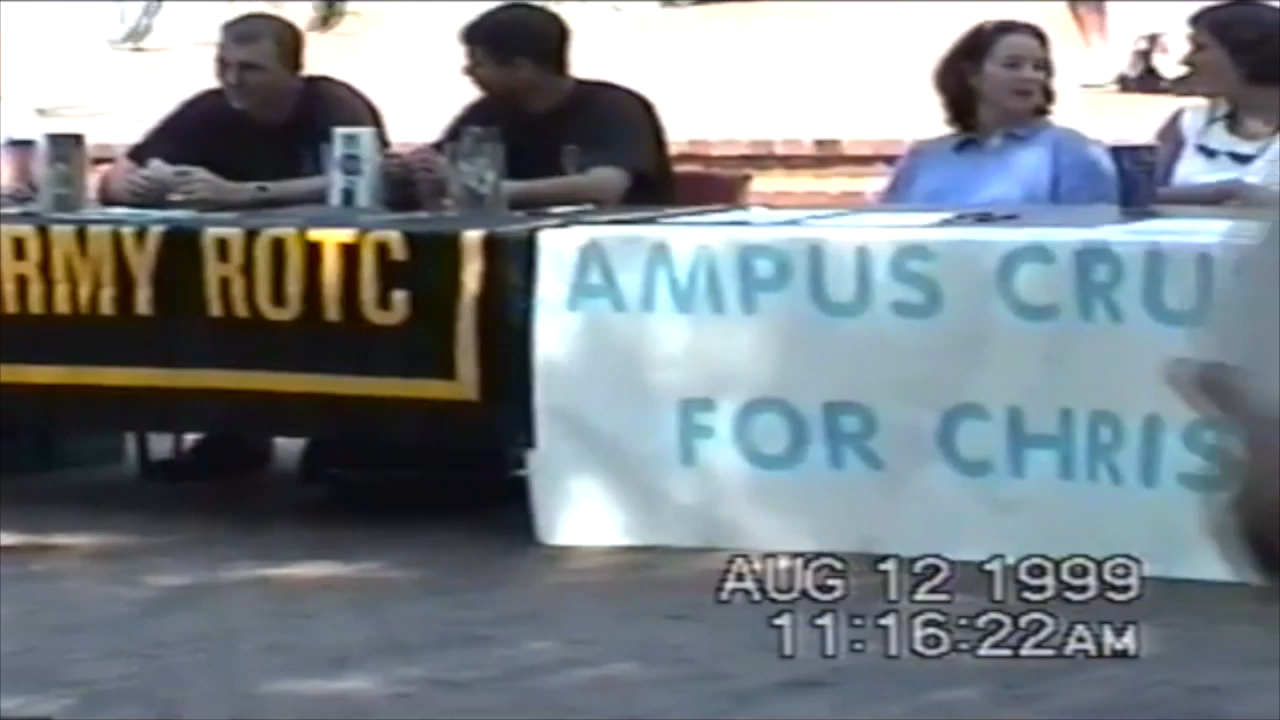 RMY ROTC
AMPUS CRU
FOR CHRIS
AUG 12 1999
11:16:22AM